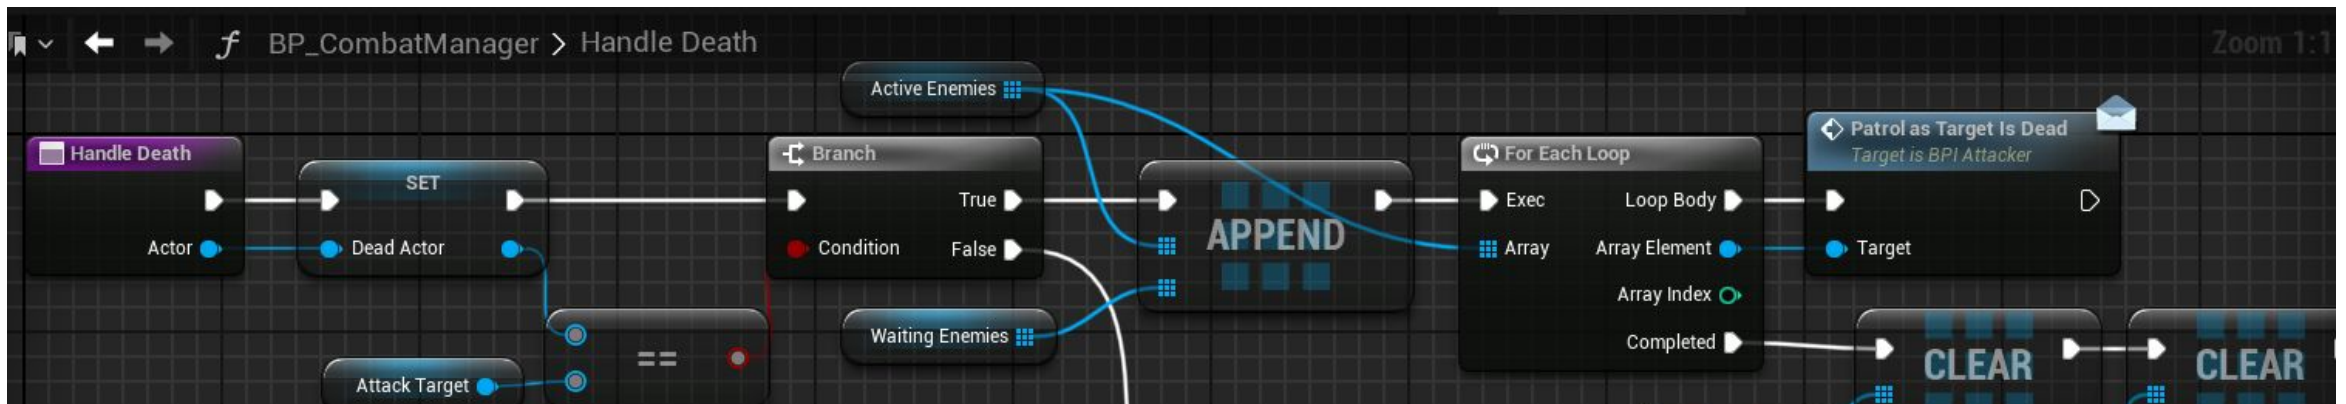 BP_CombatManager > Handle Death
Zoom 1:1
Active Enemies
Handle Death
Actor
SET
Dead Actor
Attack Target
==
Branch
Condition
True
False
Waiting Enemies
APPEND
For Each Loop
Exec
Array
Loop Body
Array Element
Array Index
Completed
Patrol as Target Is Dead
Target is BPI Attacker
Target
CLEAR
CLEAR